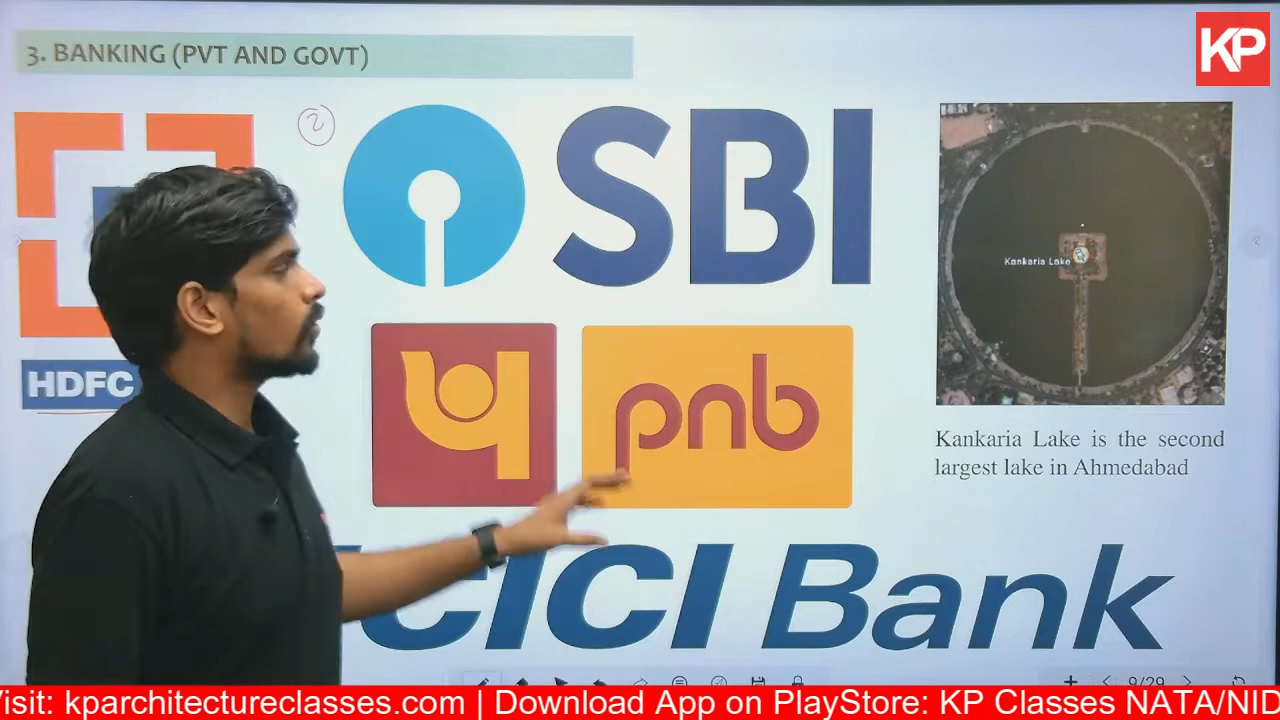 3. BANKING (PVT AND GOVT)
KP
2
SBI
Kankaria Lake
HDFC
प
pnb
Kankaria Lake is the second
largest lake in Ahmedabad
ICICI Bank
9/29
Visit: kparchitectureclasses.com | Download App on PlayStore: KP Classes NATA/NID